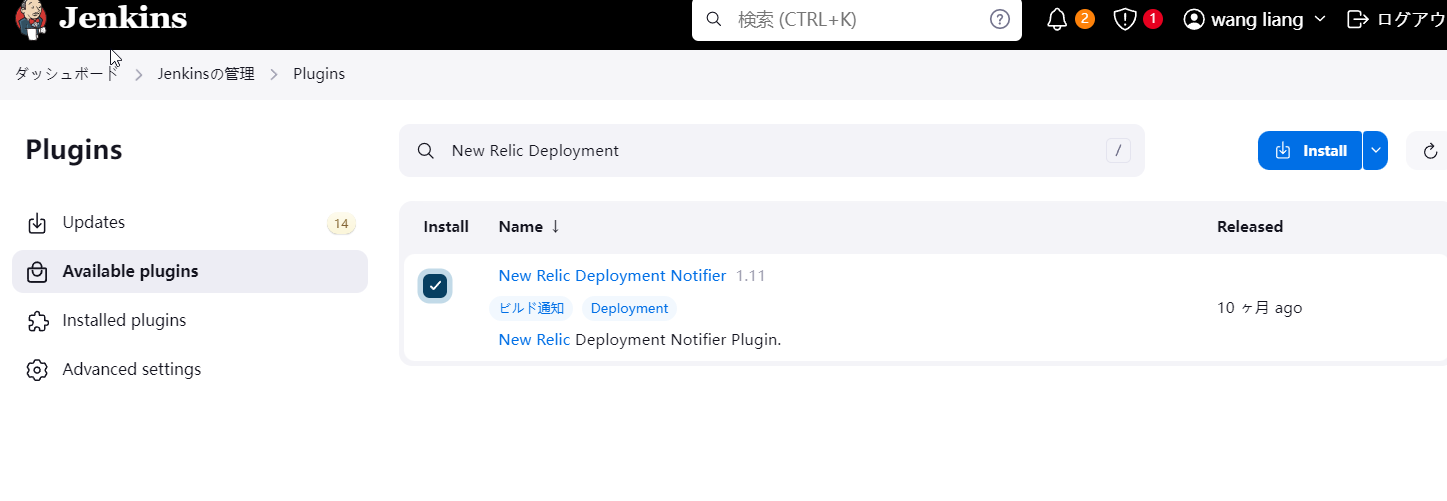 Jenkins 検索 (CTRL+K) 2 1 wang liang ログアウ
ダッシュボード Jenkinsの管理 Plugins
Plugins
New Relic Deployment /
Install
Updates 14
Available plugins
Installed plugins
Advanced settings
Install Name ↓ Released
New Relic Deployment Notifier 1.11
ビルド通知 Deployment
10 ヶ月 ago
New Relic Deployment Notifier Plugin.